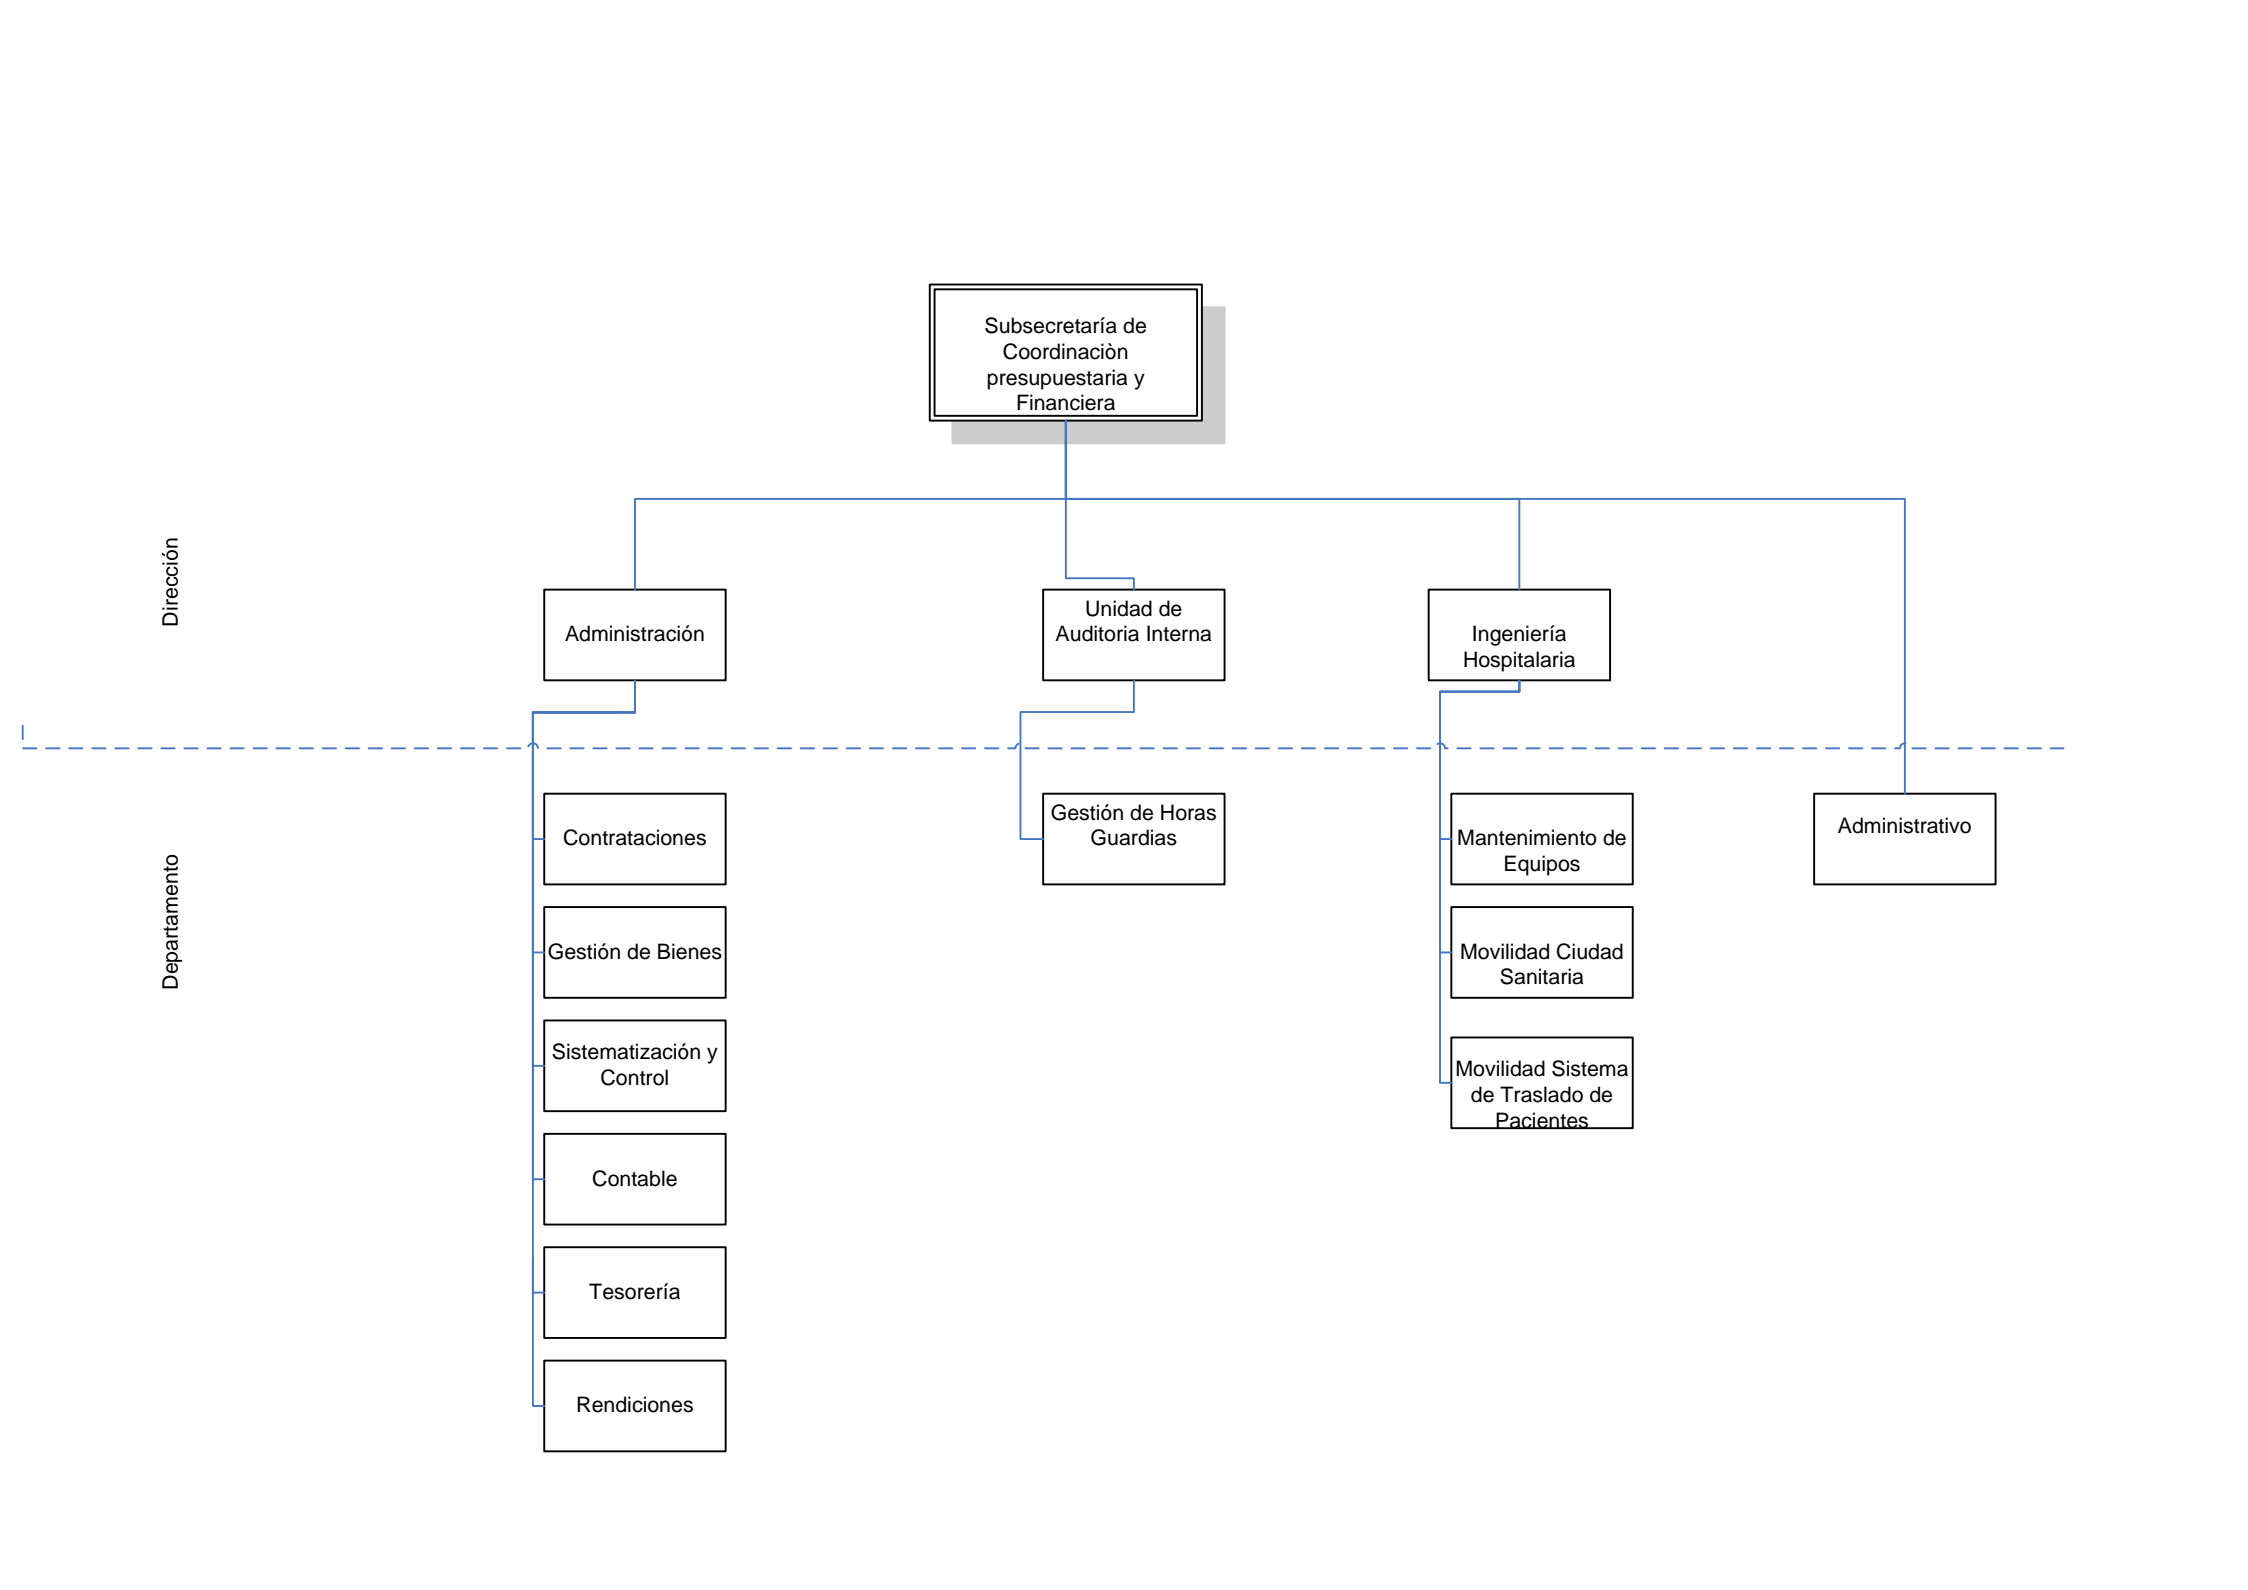 Subsecretaría de
Coordinaciòn
presupuestaria y
Financiera
Dirección
Administración
Unidad de
Auditoria Interna
Ingeniería
Hospitalaria
Departamento
Contrataciones
Gestión de Bienes
Sistematización y
Control
Contable
Tesorería
Rendiciones
Gestión de Horas
Guardias
Mantenimiento de
Equipos
Movilidad Ciudad
Sanitaria
Movilidad Sistema
de Traslado de
Pacientes
Administrativo